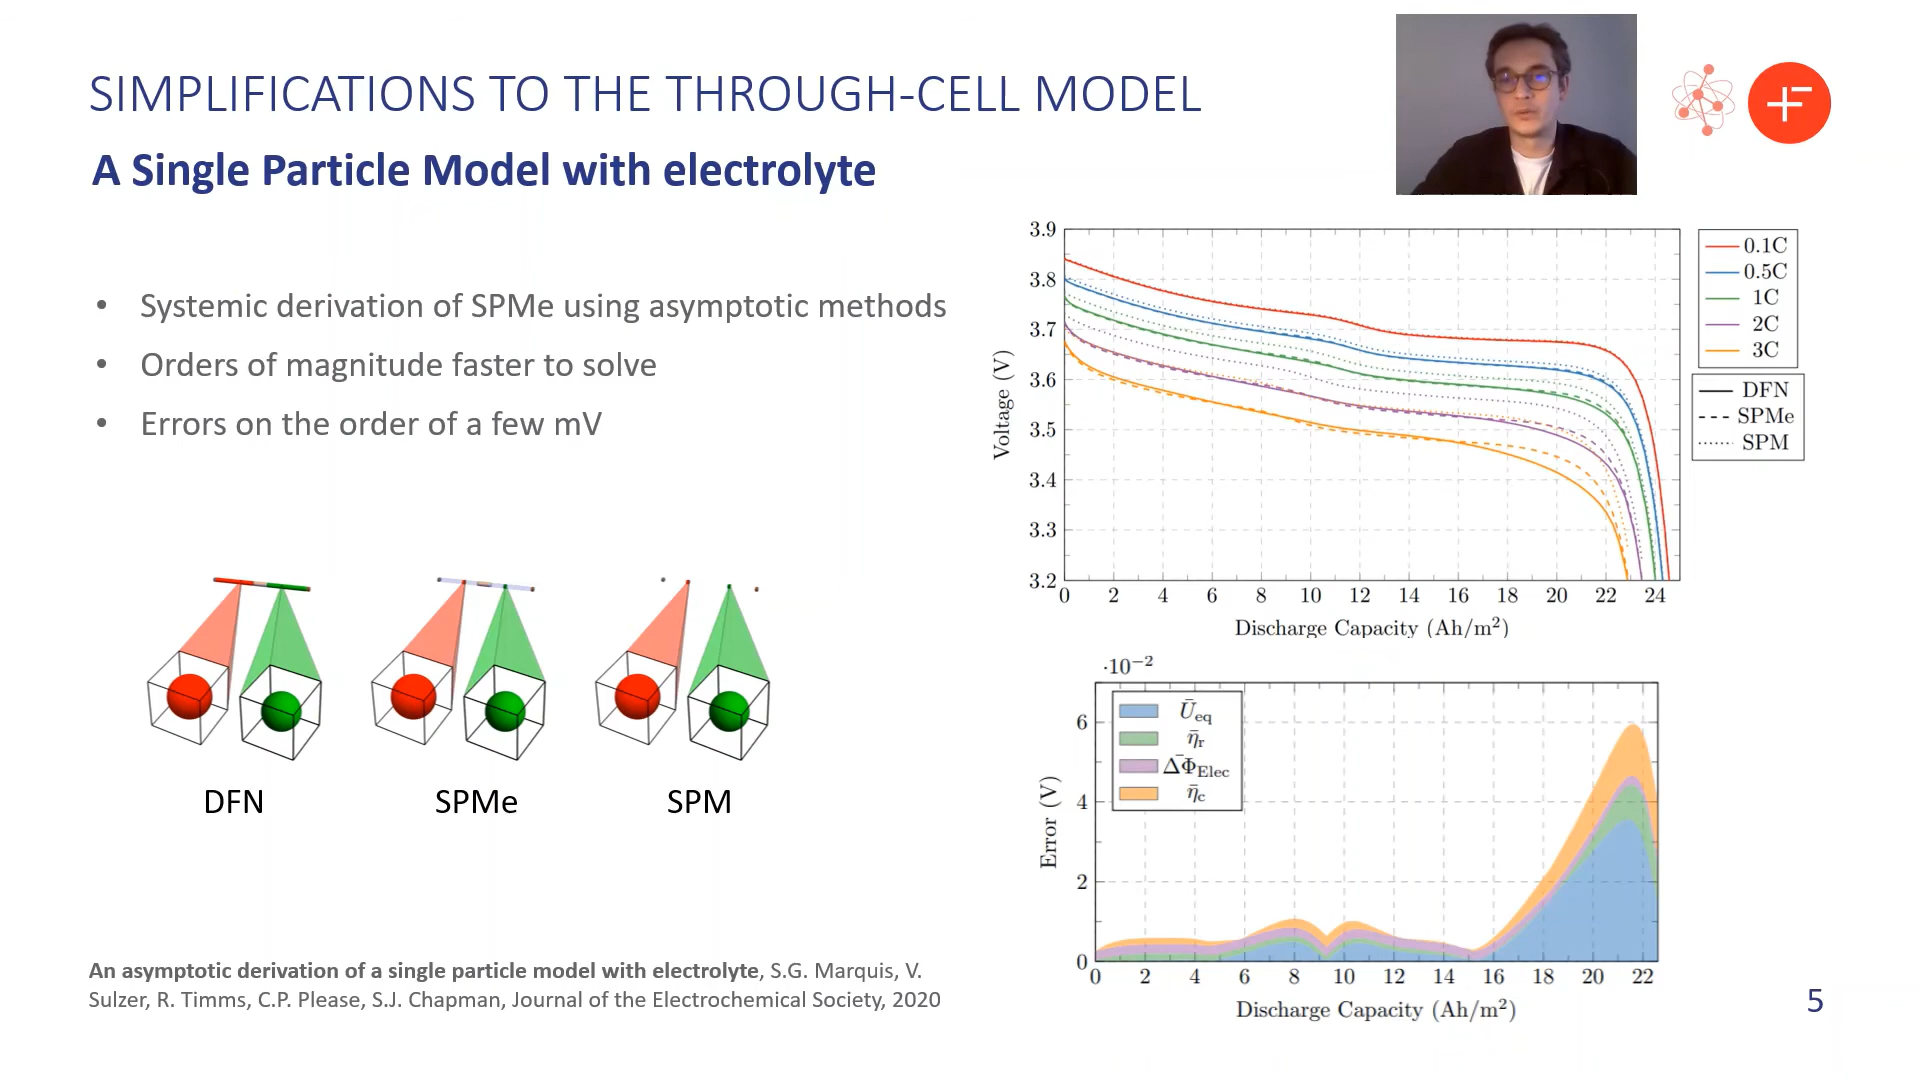 SIMPLIFICATIONS TO THE THROUGH-CELL MODEL
A Single Particle Model with electrolyte
• Systemic derivation of SPMe using asymptotic methods
• Orders of magnitude faster to solve
• Errors on the order of a few mV
DFN SPMe SPM
An asymptotic derivation of a single particle model with electrolyte, S.G. Marquis, V.
Sulzer, R. Timms, C.P. Please, S.J. Chapman, Journal of the Electrochemical Society, 2020
3.9
3.8
3.7
3.6
3.5
3.4
3.3
3.2
Voltage (V)
0 2 4 6 8 10 12 14 16 18 20 22 24
Discharge Capacity (Ah/m²)
0.1C
0.5C
1C
2C
3C
DFN
SPMe
SPM
·10⁻²
6
4
2
0
Error (V)
Ū_eq
η̄_r
Δ̄Φ_Elec
η̄_c
0 2 4 6 8 10 12 14 16 18 20 22
Discharge Capacity (Ah/m²)
5